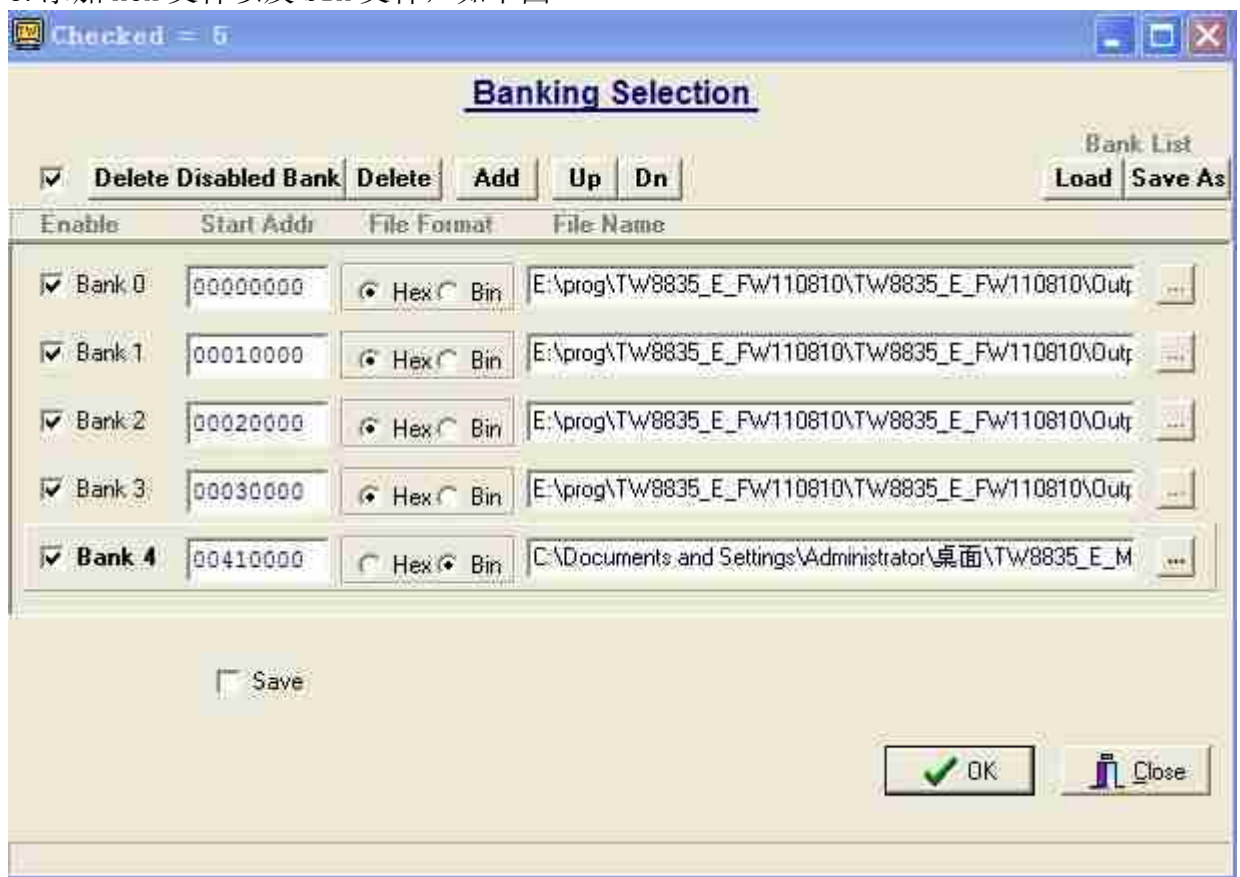 Checked = 5
Banking Selection
Bank List
Delete Disabled Bank Delete Add Up Dn Load Save As
Enable Start Addr File Format File Name
Bank 0 00000000 Hex Bin E:\prog\TW8835_E_FW110810\TW8835_E_FW110810\Outp ...
Bank 1 00010000 Hex Bin E:\prog\TW8835_E_FW110810\TW8835_E_FW110810\Outp ...
Bank 2 00020000 Hex Bin E:\prog\TW8835_E_FW110810\TW8835_E_FW110810\Outp ...
Bank 3 00030000 Hex Bin E:\prog\TW8835_E_FW110810\TW8835_E_FW110810\Outp ...
Bank 4 00410000 Hex Bin C:\Documents and Settings\Administrator\桌面\TW8835_E_M ...
Save
OK Close